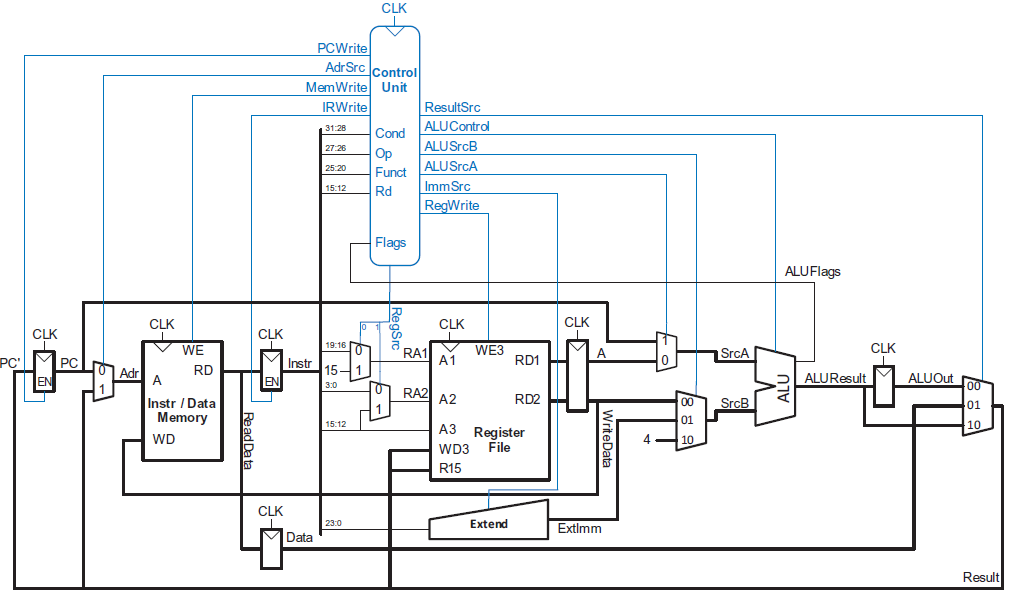 CLK
PCWrite
AdrSrc
MemWrite
IRWrite
Control
Unit
ResultSrc
ALUControl
ALUSrcB
ALUSrcA
ImmSrc
RegWrite
31:28
Cond
27:26
Op
25:20
Funct
15:12
Rd
Flags
ALUFlags
RegSrc
0 1
CLK
PC'
EN
PC
0
1
Adr
CLK
WE
A
RD
Instr / Data
Memory
WD
ReadData
CLK
EN
Instr
CLK
Data
19:16
15
0
1
RA1
3:0
0
1
RA2
15:12
23:0
CLK
WE3
A1
RD1
A2
RD2
A3
Register
File
WD3
R15
Extend
ExtImm
CLK
A
WriteData
1
0
SrcA
00
01
4
10
SrcB
ALU
ALUResult
CLK
ALUOut
00
01
10
Result